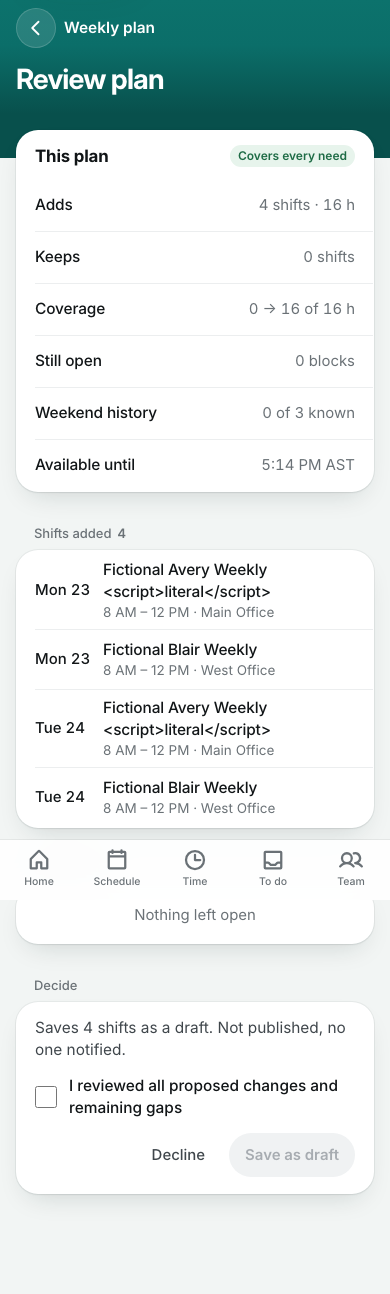 Weekly plan
Review plan
This plan
Covers every need
Adds
4 shifts · 16 h
Keeps
0 shifts
Coverage
0 → 16 of 16 h
Still open
0 blocks
Weekend history
0 of 3 known
Available until
5:14 PM AST
Shifts added 4
Mon 23
Fictional Avery Weekly
<script>literal</script>
8 AM – 12 PM · Main Office
Mon 23
Fictional Blair Weekly
8 AM – 12 PM · West Office
Tue 24
Fictional Avery Weekly
<script>literal</script>
8 AM – 12 PM · Main Office
Tue 24
Fictional Blair Weekly
8 AM – 12 PM · West Office
Home
Schedule
Time
To do
Team
Nothing left open
Decide
Saves 4 shifts as a draft. Not published, no
one notified.
I reviewed all proposed changes and
remaining gaps
Decline
Save as draft